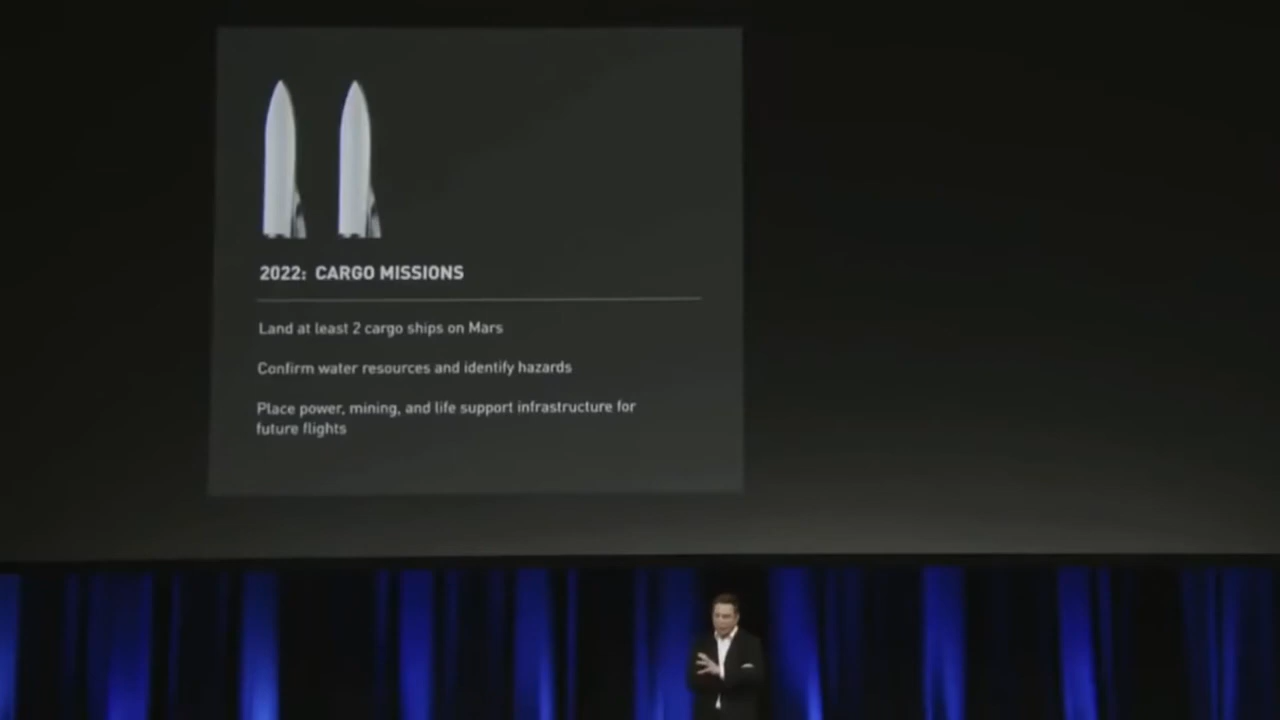 2022: CARGO MISSIONS
Land at least 2 cargo ships on Mars
Confirm water resources and identify hazards
Place power, mining, and life support infrastructure for
future flights